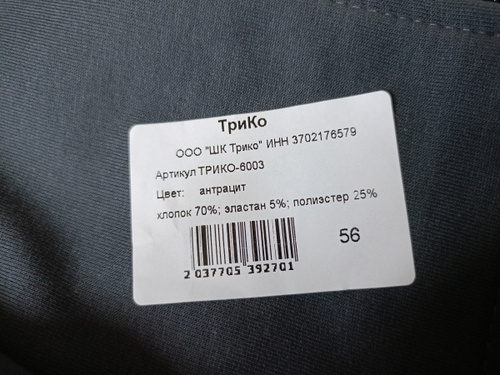 ТриКо
ООО "ШК Трико" ИНН 3702176579
Артикул ТРИКО-6003
Цвет: антрацит
хлопок 70%; эластан 5%; полиэстер 25%
56
2 037705 392701